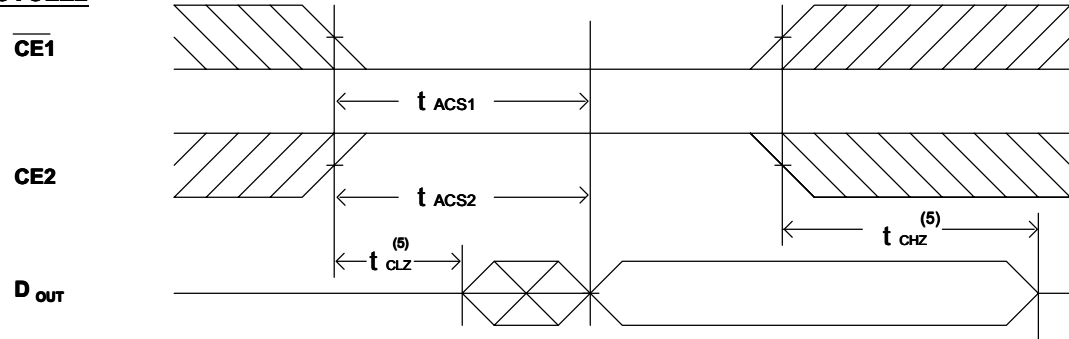 CE1
t ACS1
CE2
t ACS2
t CHZ (5)
t CLZ (5)
D OUT